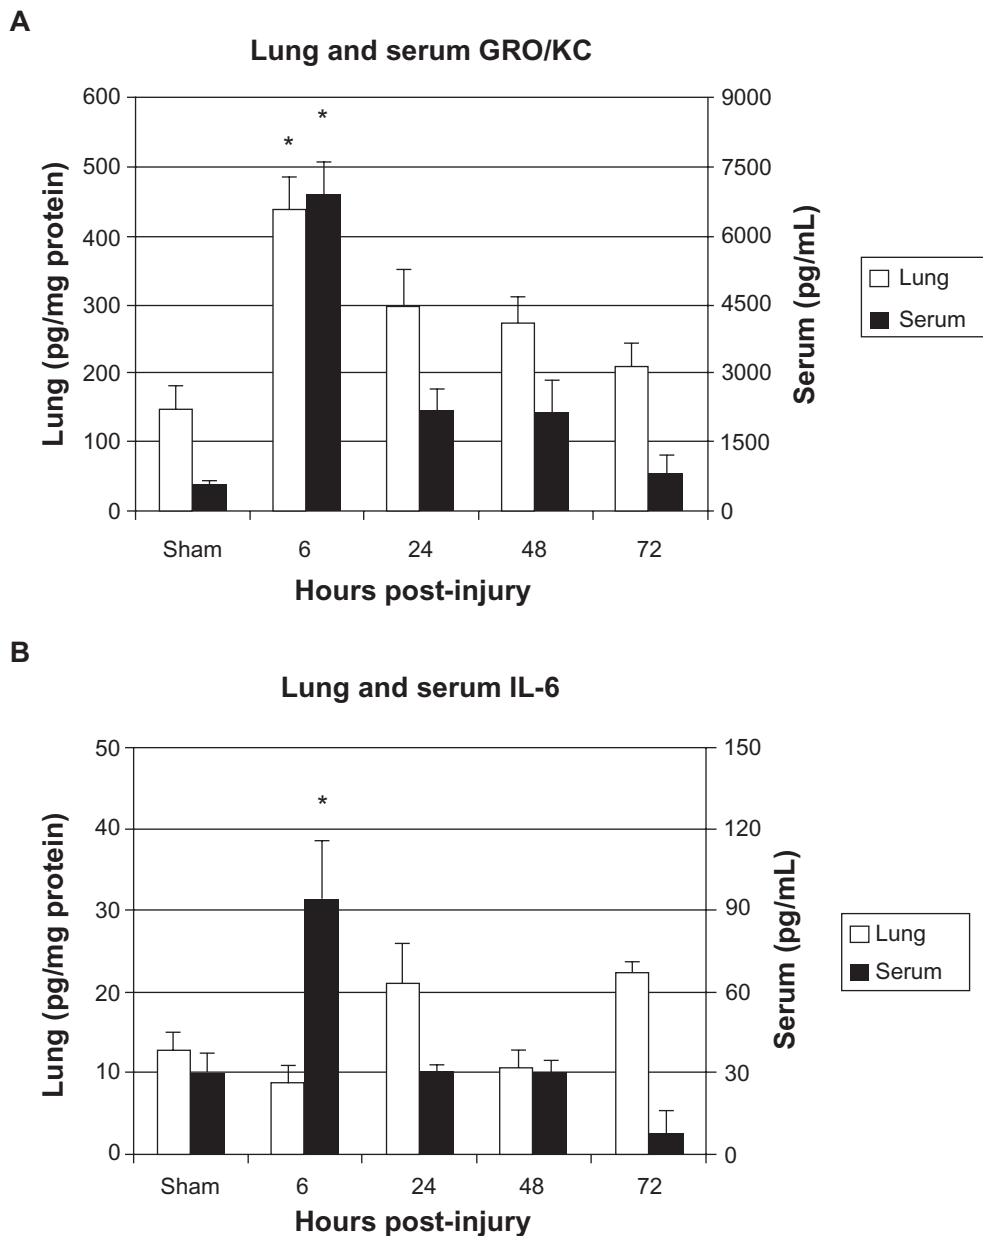 A
Lung and serum GRO/KC
600
500
400
300
200
100
0
Lung (pg/mg protein)
9000
7500
6000
4500
3000
1500
0
Serum (pg/mL)
* *
Lung
Serum
Sham 6 24 48 72
Hours post-injury
B
Lung and serum IL-6
50
40
30
20
10
0
Lung (pg/mg protein)
150
120
90
60
30
0
Serum (pg/mL)
*
Lung
Serum
Sham 6 24 48 72
Hours post-injury